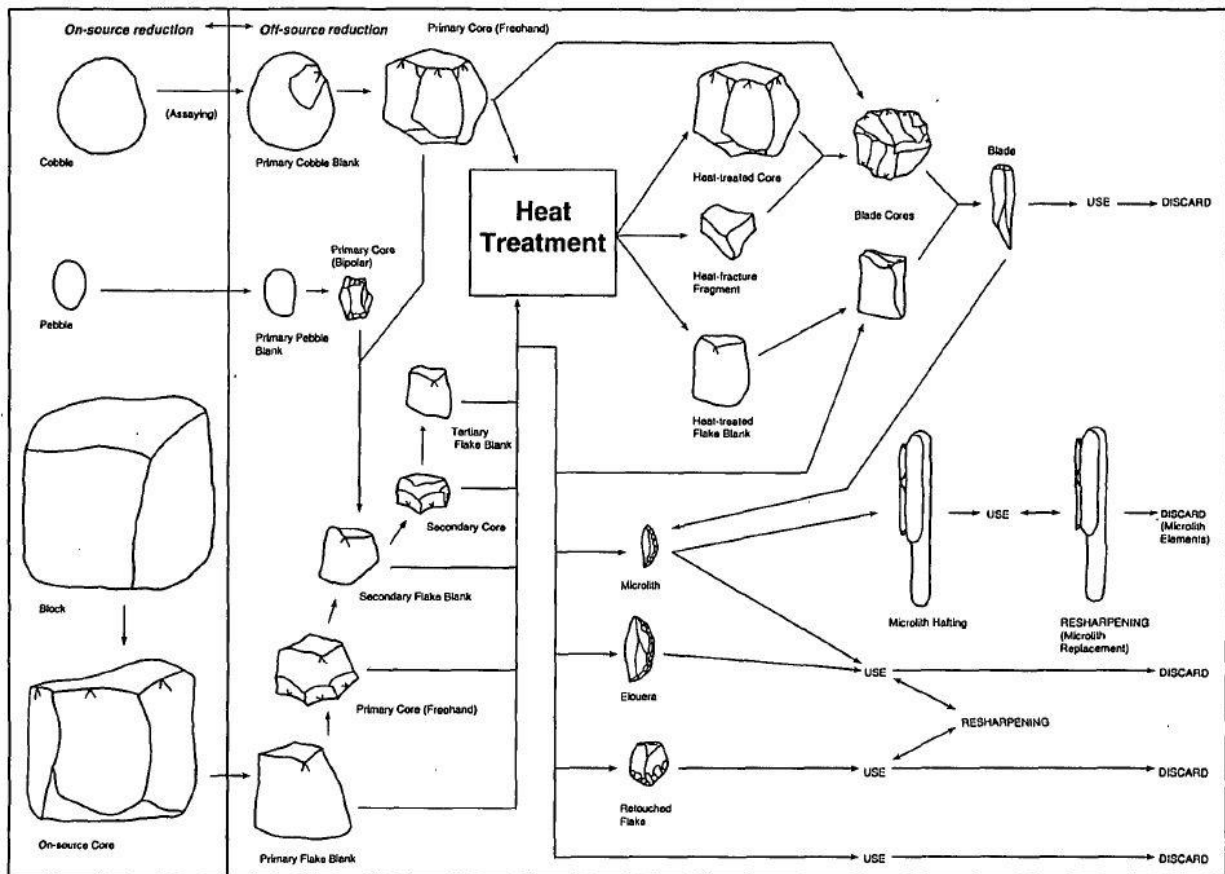 On-source reduction
Off-source reduction
Primary Core (Freehand)
(Assaying)
Cobble
Primary Cobble Blank
Heat
Treatment
Heat-treated Core
Blade
Blade Cores
USE
DISCARD
Primary Core
(Bipolar)
Heat-fracture
Fragment
Pebble
Primary Pebble
Blank
Tertiary
Flake Blank
Heat-treated
Flake Blank
Secondary Core
USE
DISCARD
(Microlith
Elements)
Microlith
Secondary Flake Blank
Block
Microlith Hafting
RESHARPENING
(Microlith
Replacement)
Elouera
USE
DISCARD
Primary Core (Freehand)
RESHARPENING
USE
DISCARD
Retouched
Flake
On-source Core
Primary Flake Blank
USE
DISCARD